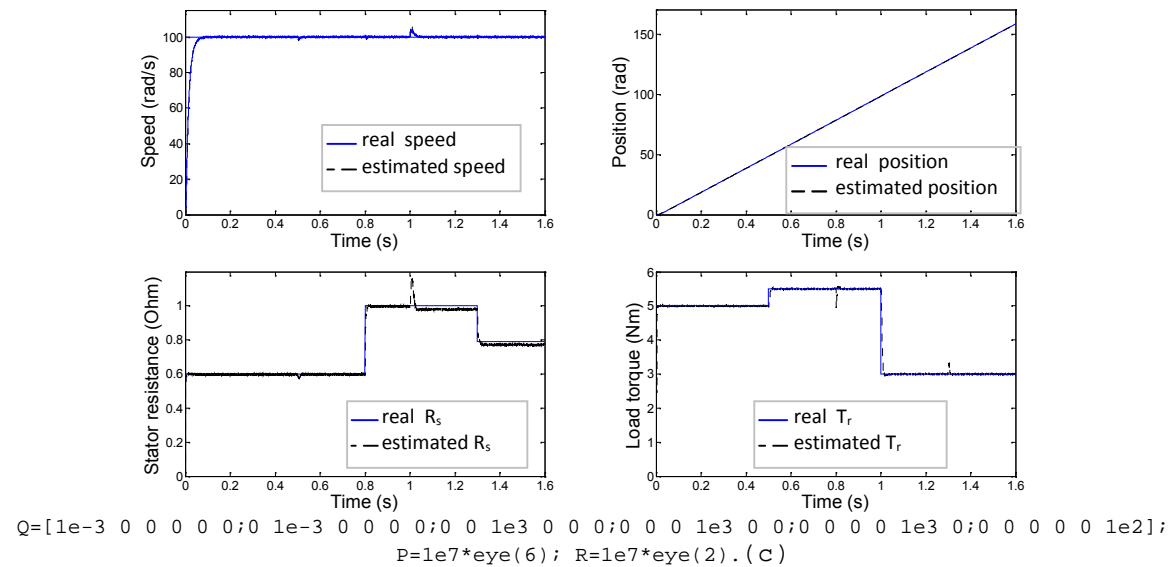 100
80
60
40
20
0
Speed (rad/s)
real speed
estimated speed
0 0.2 0.4 0.6 0.8 1 1.2 1.4 1.6
Time (s)
150
100
50
0
Position (rad)
real position
estimated position
0 0.2 0.4 0.6 0.8 1 1.2 1.4 1.6
Time (s)
1
0.8
0.6
0.4
0.2
0
Stator resistance (Ohm)
real Rs
estimated Rs
0 0.2 0.4 0.6 0.8 1 1.2 1.4 1.6
Time (s)
6
5
4
3
2
1
0
Load torque (Nm)
real Tr
estimated Tr
0 0.2 0.4 0.6 0.8 1 1.2 1.4 1.6
Time (s)
Q=[1e-3 0 0 0 0 0;0 1e-3 0 0 0 0;0 0 1e3 0 0 0;0 0 0 1e3 0 0;0 0 0 0 1e3 0;0 0 0 0 0 1e2];
P=1e7*eye(6); R=1e7*eye(2).(C)